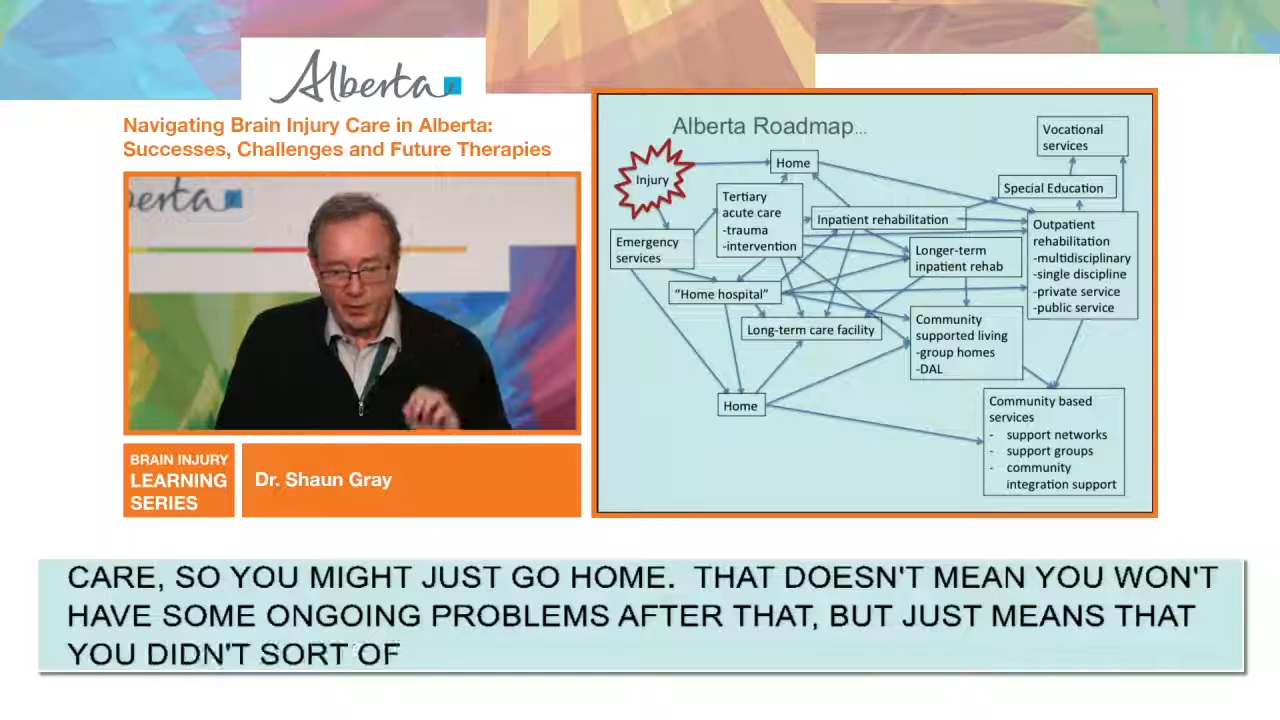 Alberta
Navigating Brain Injury Care in Alberta:
Successes, Challenges and Future Therapies
berta
BRAIN INJURY
LEARNING
SERIES
Dr. Shaun Gray
Alberta Roadmap...
Injury
Home
Vocational
services
Special Education
Tertiary
acute care
-trauma
-intervention
Inpatient rehabilitation
Outpatient
rehabilitation
-multidisciplinary
-single discipline
-private service
-public service
Emergency
services
Longer-term
inpatient rehab
"Home hospital"
Long-term care facility
Community
supported living
-group homes
-DAL
Home
Community based
services
- support networks
- support groups
- community
integration support
CARE, SO YOU MIGHT JUST GO HOME. THAT DOESN'T MEAN YOU WON'T
HAVE SOME ONGOING PROBLEMS AFTER THAT, BUT JUST MEANS THAT
YOU DIDN'T SORT OF